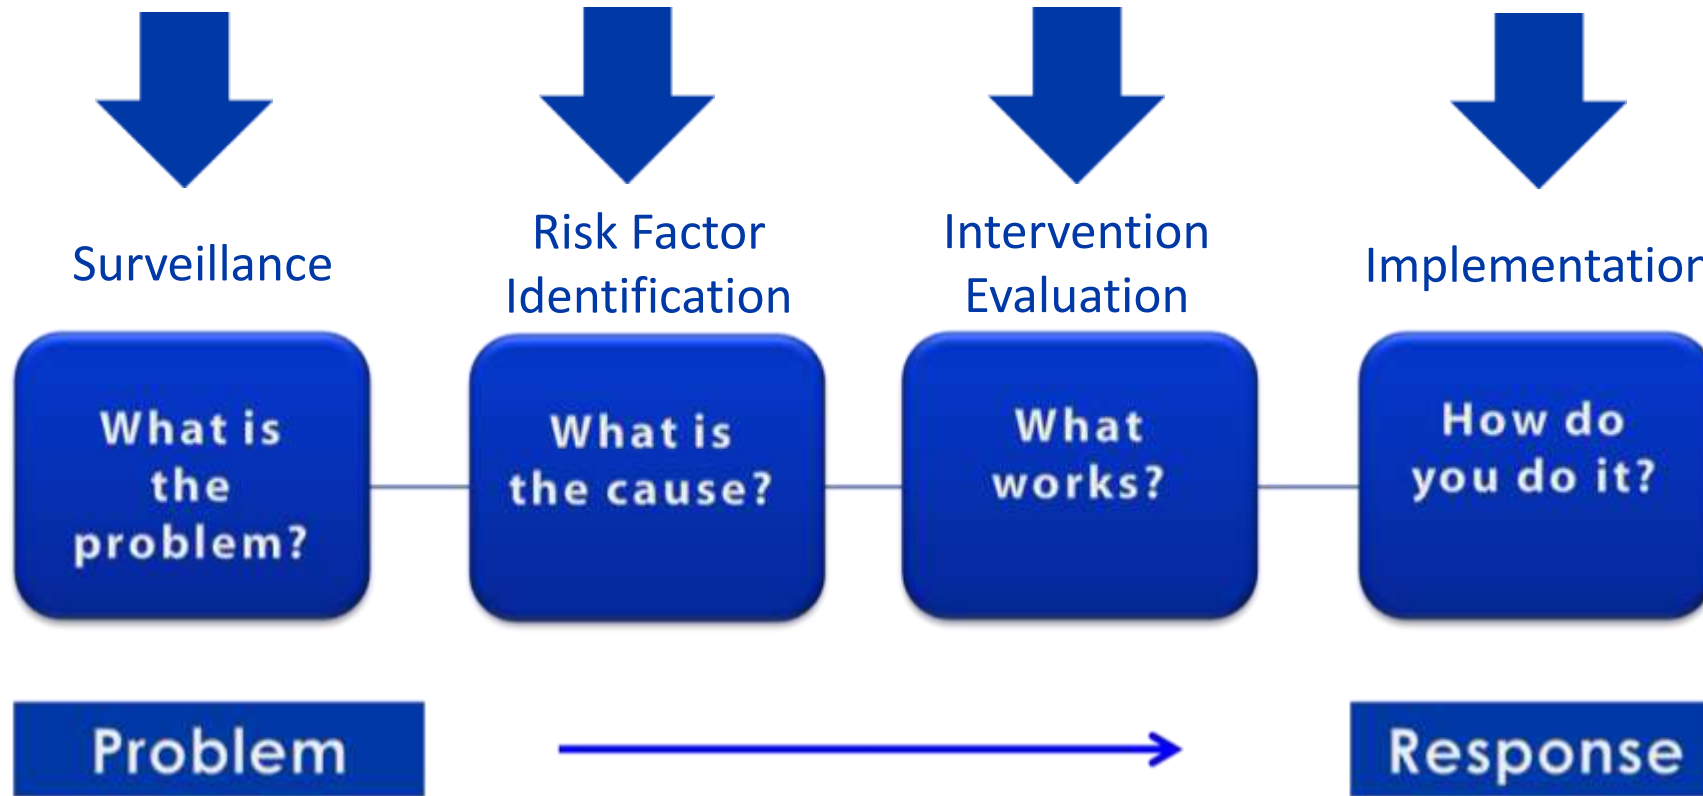 Surveillance
Risk Factor
Identification
Intervention
Evaluation
Implementation
What is
the
problem?
What is
the cause?
What
works?
How do
you do it?
Problem
Response